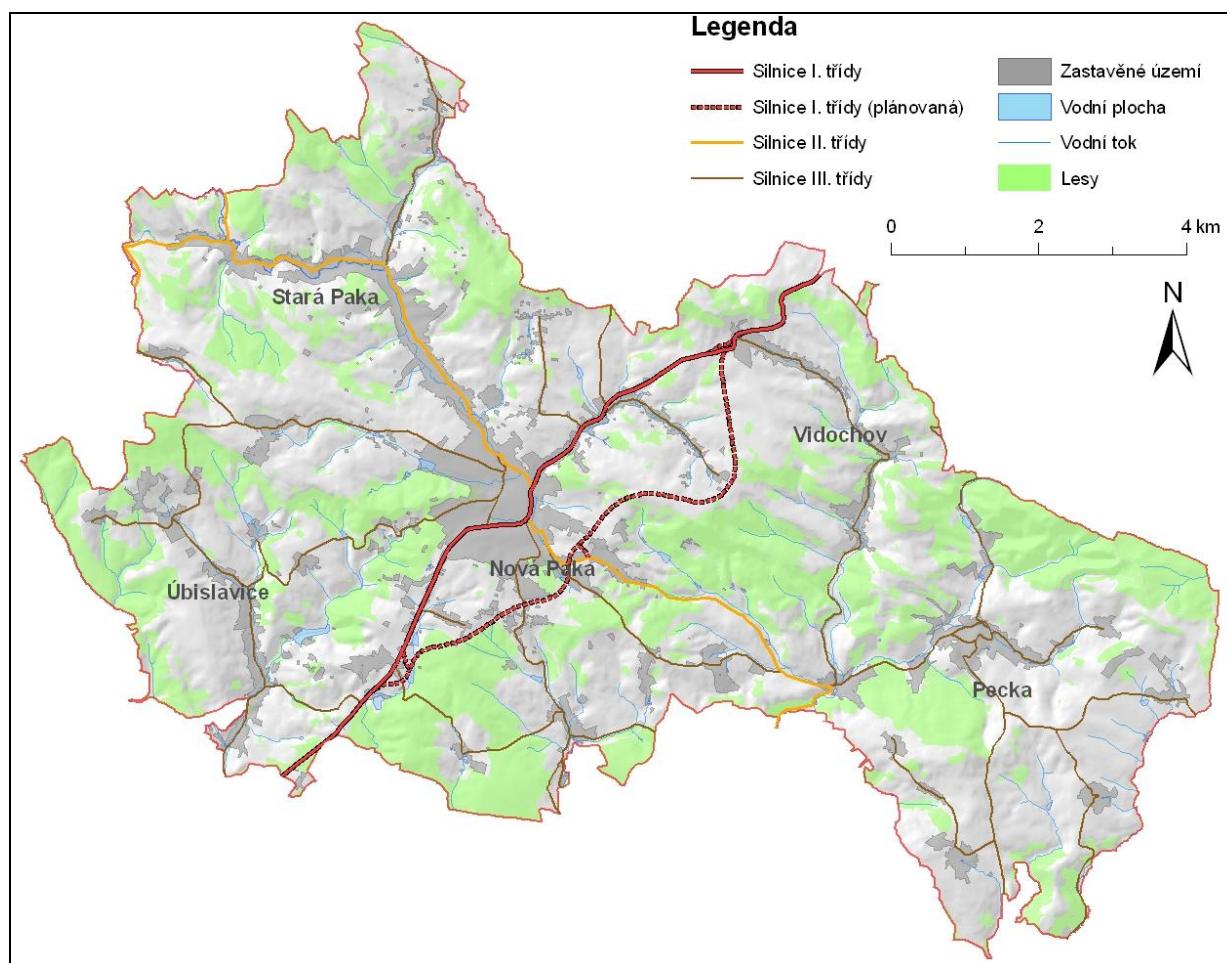 Legenda
Silnice I. třídy
Silnice I. třídy (plánovaná)
Silnice II. třídy
Silnice III. třídy
Zastavěné území
Vodní plocha
Vodní tok
Lesy
0 2 4 km
N
Stará Paka
Vidochov
Nová Paka
Úbislavice
Pecka